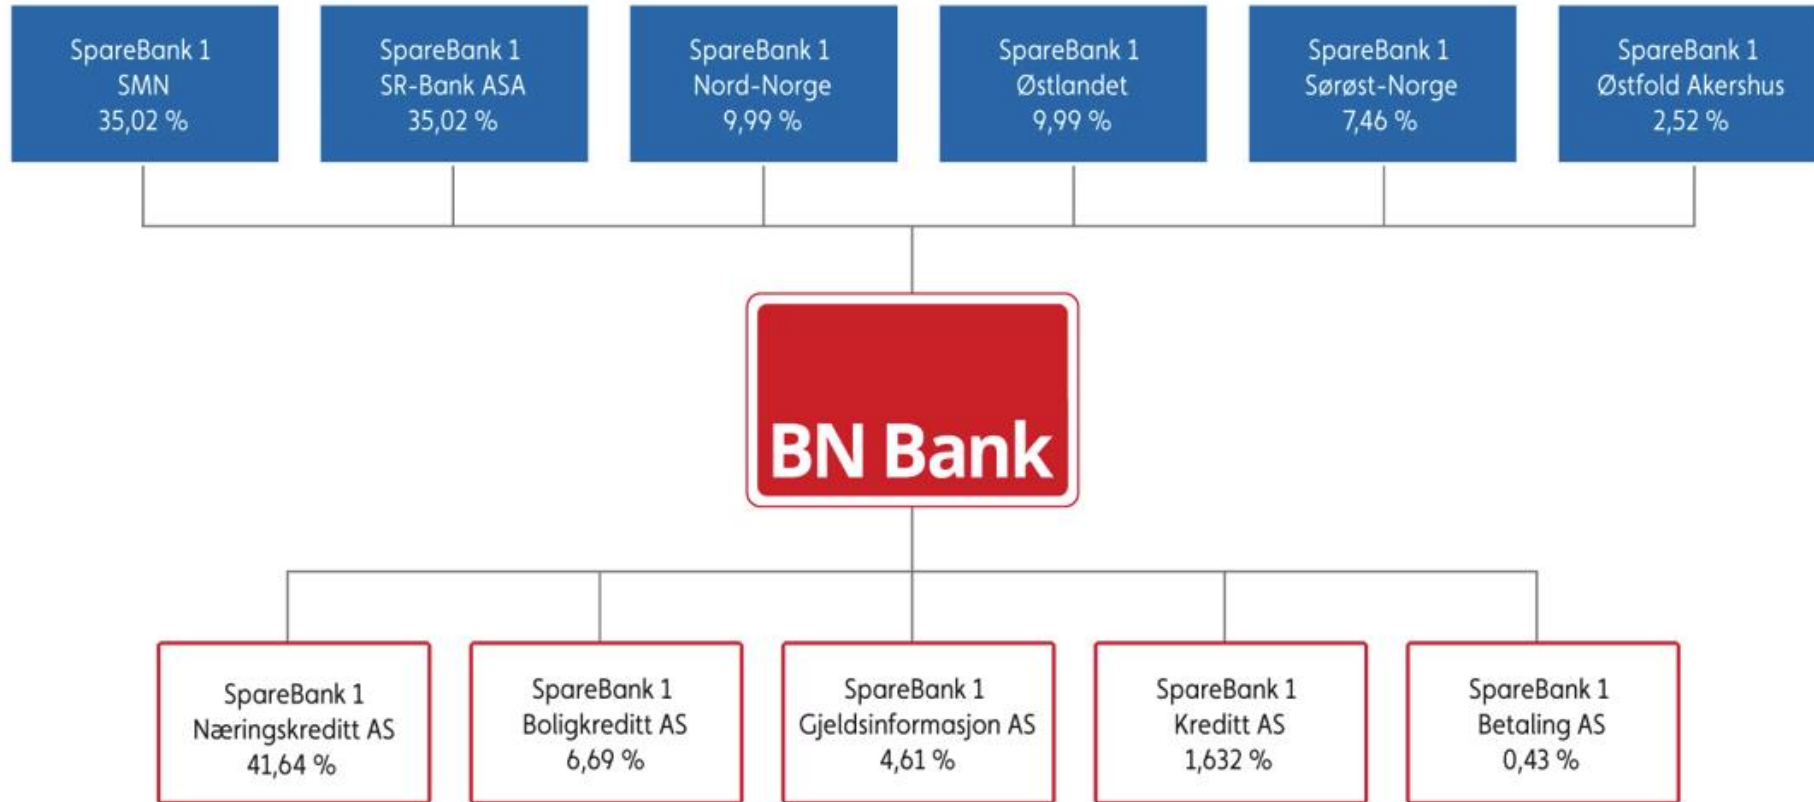 SpareBank 1
SMN
35,02 %
SpareBank 1
SR-Bank ASA
35,02 %
SpareBank 1
Nord-Norge
9,99 %
SpareBank 1
Østlandet
9,99 %
SpareBank 1
Sørøst-Norge
7,46 %
SpareBank 1
Østfold Akershus
2,52 %
BN Bank
SpareBank 1
Næringskreditt AS
41,64 %
SpareBank 1
Boligkreditt AS
6,69 %
SpareBank 1
Gjeldsinformasjon AS
4,61 %
SpareBank 1
Kreditt AS
1,632 %
SpareBank 1
Betaling AS
0,43 %